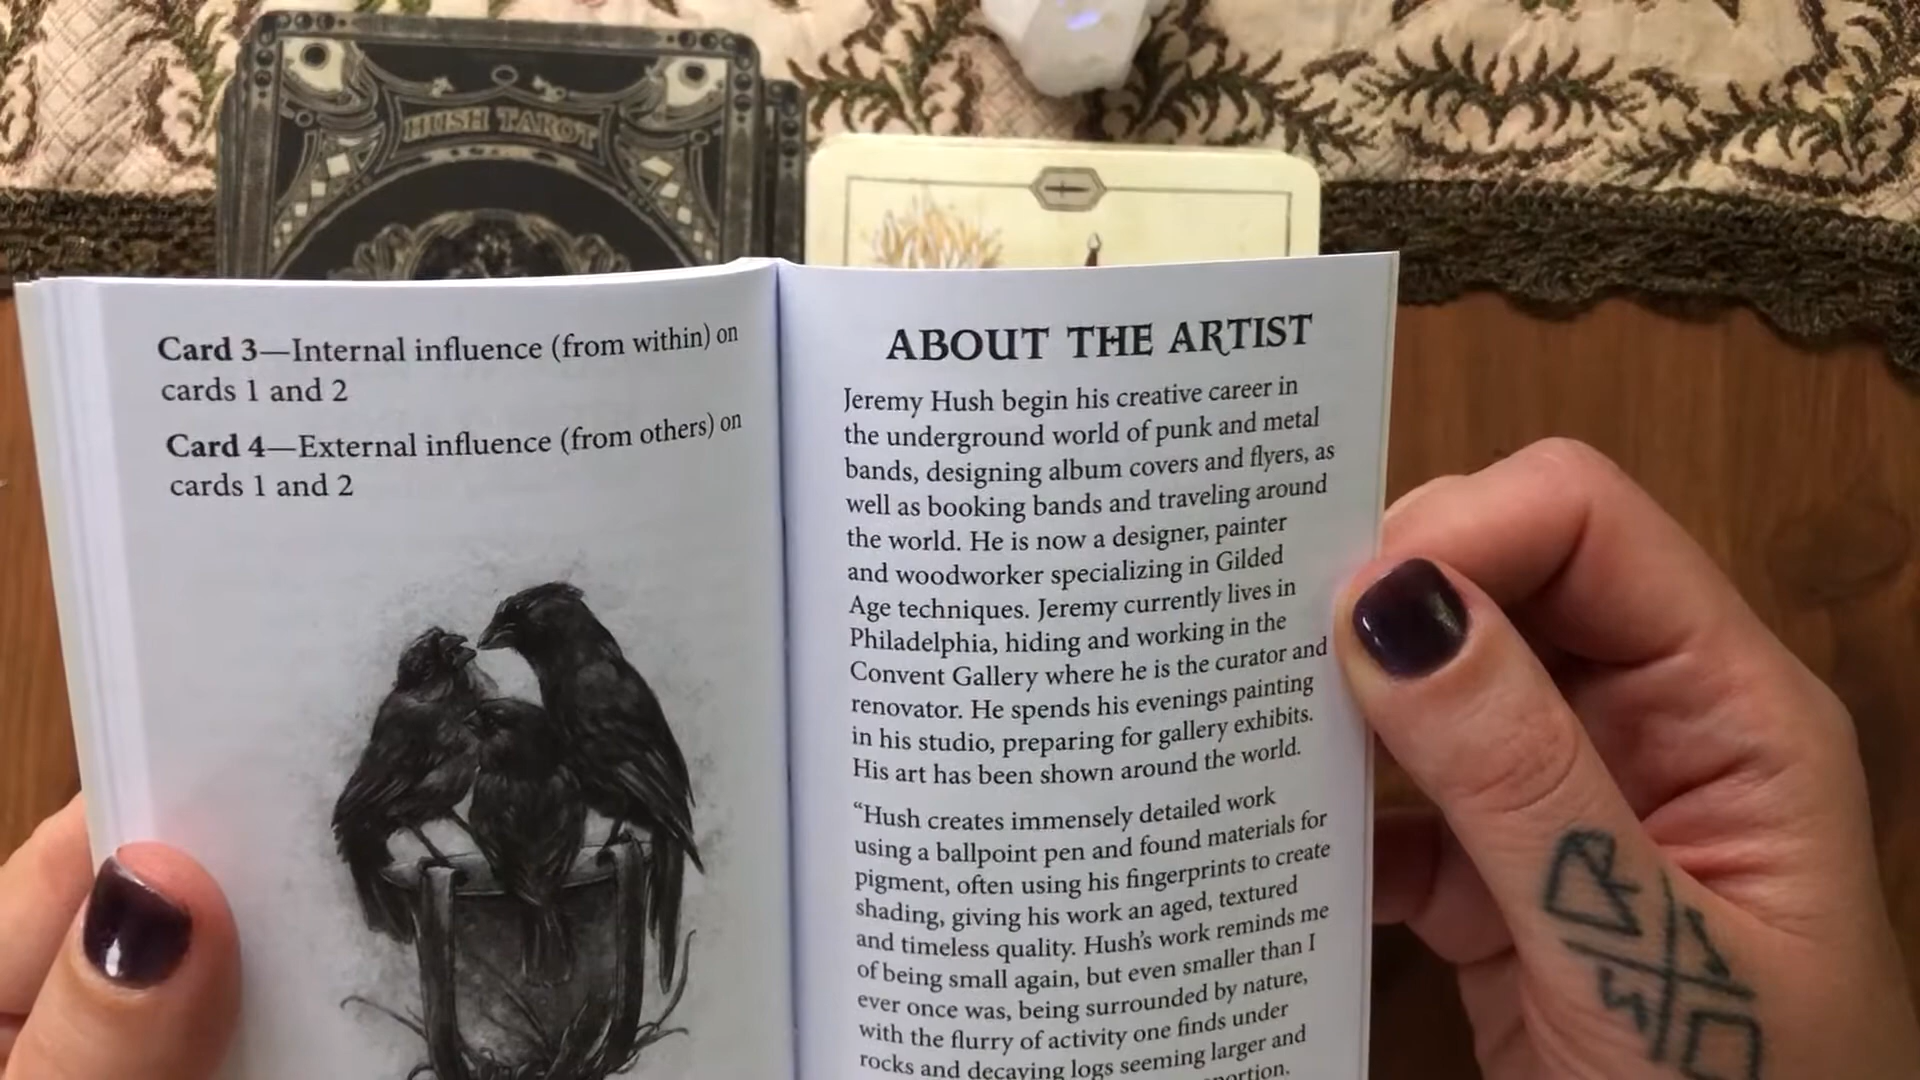 HUSH TAROT
Card 3—Internal influence (from within) on
cards 1 and 2
Card 4—External influence (from others) on
cards 1 and 2
ABOUT THE ARTIST
Jeremy Hush begin his creative career in
the underground world of punk and metal
bands, designing album covers and flyers, as
well as booking bands and traveling around
the world. He is now a designer, painter
and woodworker specializing in Gilded
Age techniques. Jeremy currently lives in
Philadelphia, hiding and working in the
Convent Gallery where he is the curator and
renovator. He spends his evenings painting
in his studio, preparing for gallery exhibits.
His art has been shown around the world.
“Hush creates immensely detailed work
using a ballpoint pen and found materials for
pigment, often using his fingerprints to create
shading, giving his work an aged, textured
and timeless quality. Hush’s work reminds me
of being small again, but even smaller than I
ever once was, being surrounded by nature,
with the flurry of activity one finds under
rocks and decaying logs seeming larger and